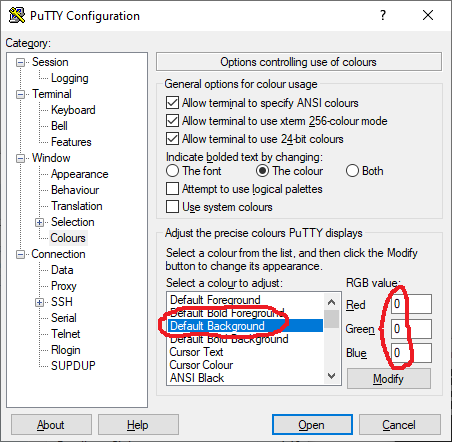 PuTTY Configuration
Category:
Session
Logging
Terminal
Keyboard
Bell
Features
Window
Appearance
Behaviour
Translation
Selection
Colours
Connection
Data
Proxy
SSH
Serial
Telnet
Rlogin
SUPDUP
Options controlling use of colours
General options for colour usage
Allow terminal to specify ANSI colours
Allow terminal to use xterm 256-colour mode
Allow terminal to use 24-bit colours
Indicate bolded text by changing:
The font The colour Both
Attempt to use logical palettes
Use system colours
Adjust the precise colours PuTTY displays
Select a colour from the list, and then click the Modify
button to change its appearance.
Select a colour to adjust:
Default Foreground
Default Bold Foreground
Default Background
Default Bold Background
Cursor Text
Cursor Colour
ANSI Black
RGB value:
Red 0
Green 0
Blue 0
Modify
About Help Open Cancel